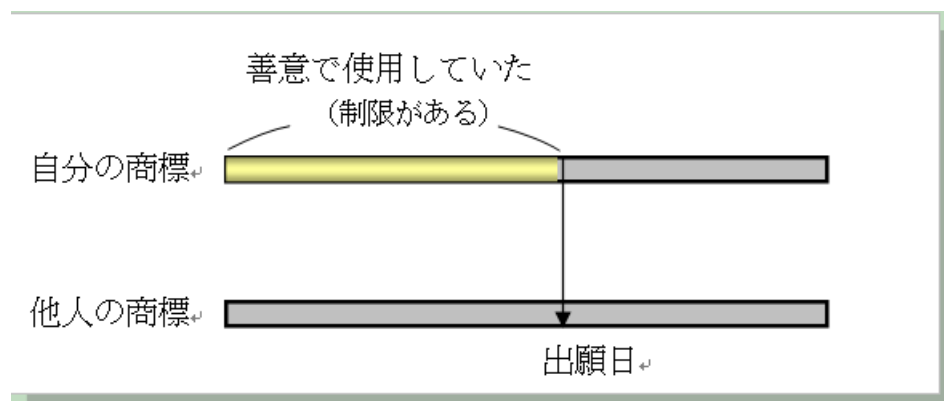 善意で使用していた
（制限がある）
自分の商標
他人の商標
出願日